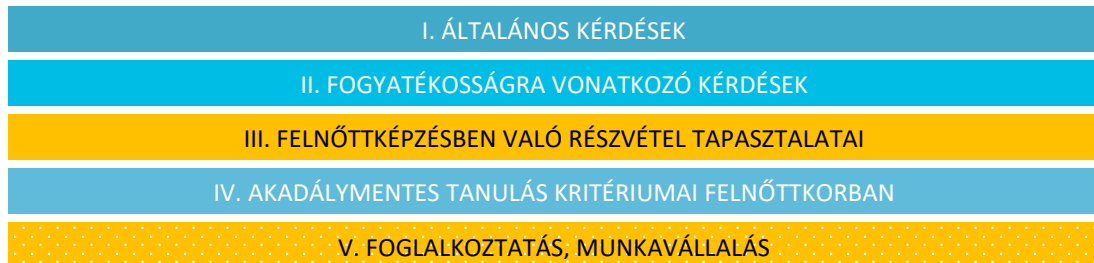 I. ÁLTALÁNOS KÉRDÉSEK
II. FOGYATÉKOSSÁGRA VONATKOZÓ KÉRDÉSEK
III. FELNŐTTKÉPZÉSBEN VALÓ RÉSZVÉTEL TAPASZTALATAI
IV. AKADÁLYMENTES TANULÁS KRITÉRIUMAI FELNŐTTKORBAN
V. FOGLALKOZTATÁS, MUNKAVÁLLALÁS